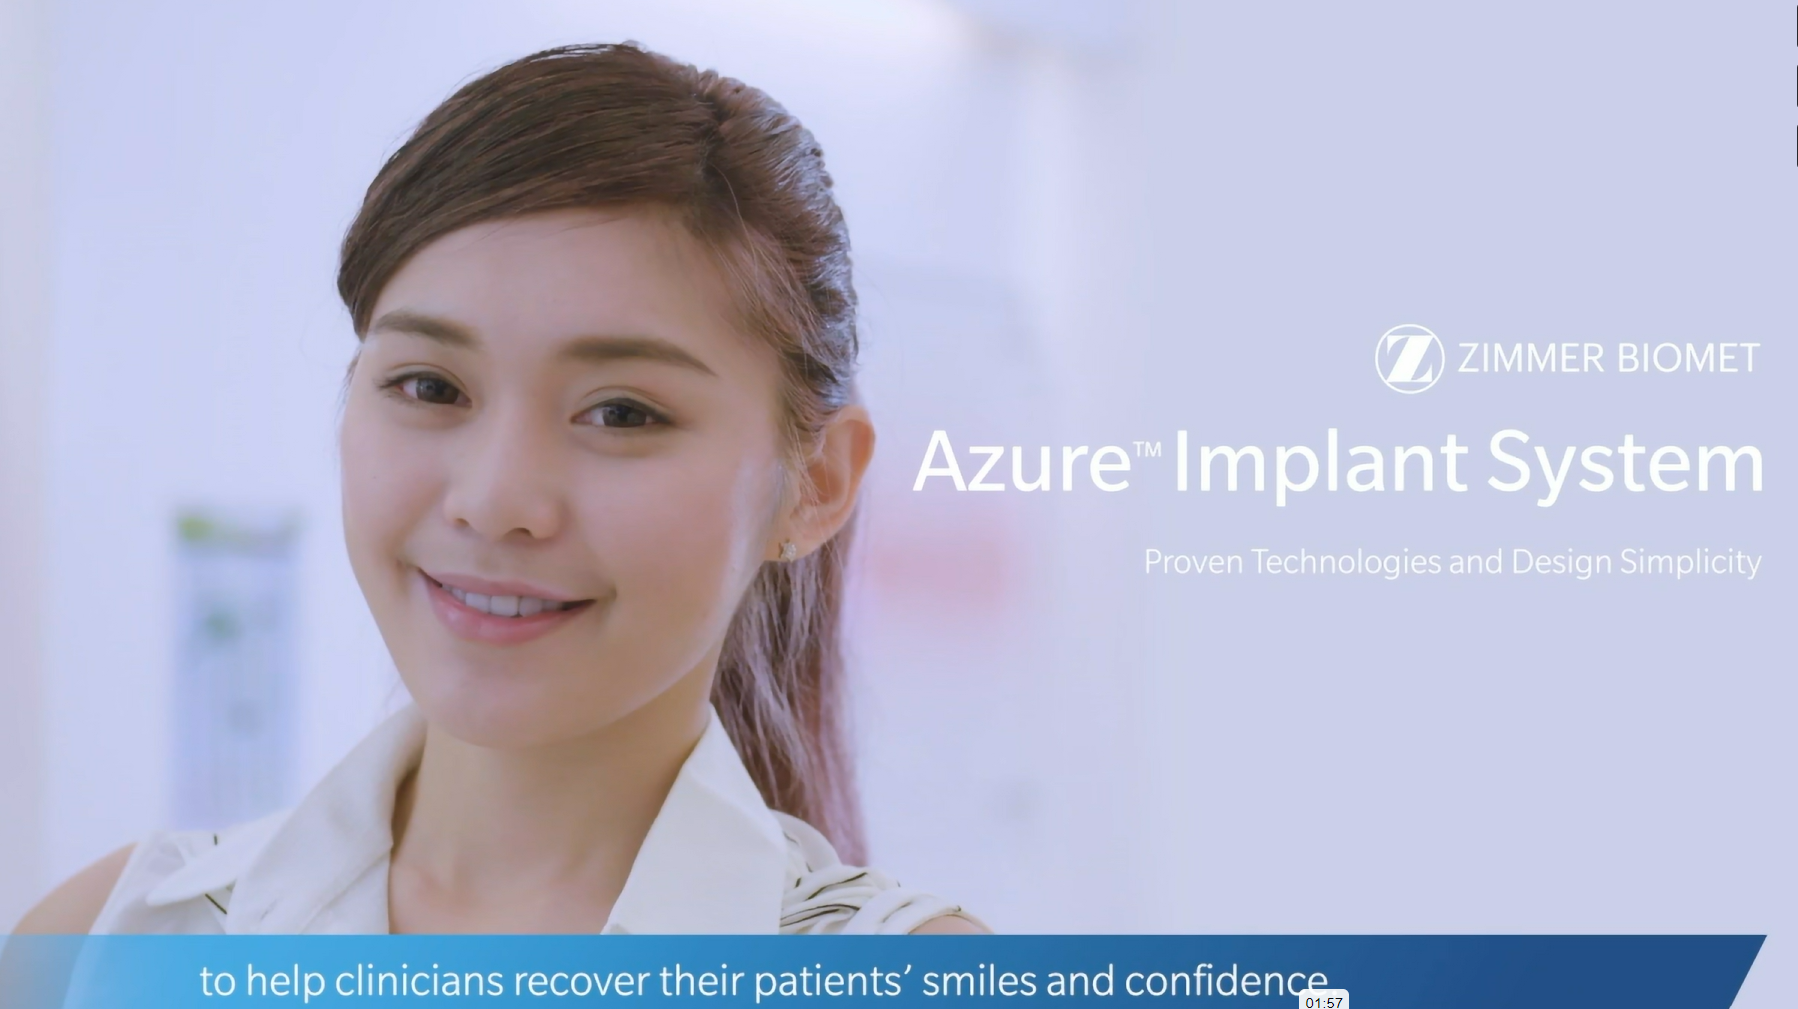 ZIMMER BIOMET
Azure™ Implant System
Proven Technologies and Design Simplicity
to help clinicians recover their patients’ smiles and confidence
01:57